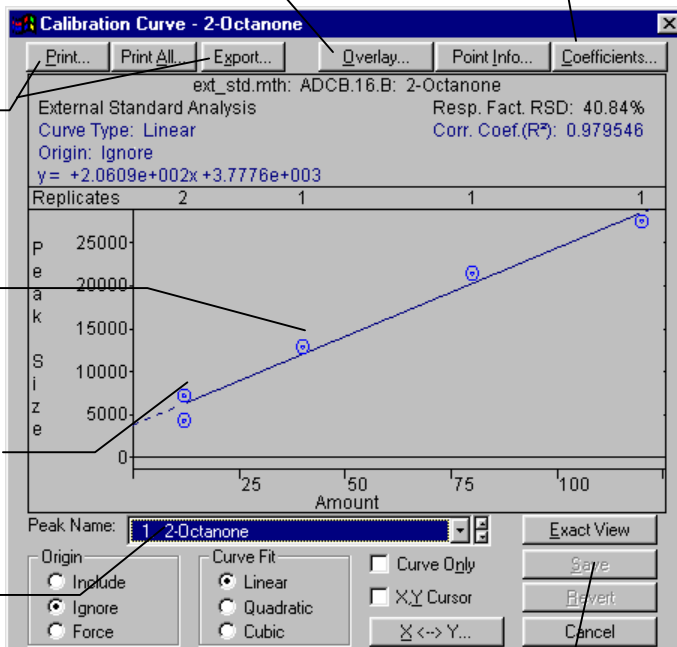 Calibration Curve - 2-Octanone
Print... Print All... Export... Overlay... Point Info... Coefficients...
ext_std.mth: ADCB.16.B: 2-Octanone
External Standard Analysis Resp. Fact. RSD: 40.84%
Curve Type: Linear Corr. Coef.(R²): 0.979546
Origin: Ignore
y = +2.0609e+002x +3.7776e+003
Replicates 2 1 1 1
Peak Size
25000
20000
15000
10000
5000
0
25 50 75 100
Amount
Peak Name: 1 2-Octanone Exact View
Origin Curve Fit Curve Only Save
Include Linear
Ignore Quadratic X,Y Cursor Revert
Force Cubic X <--> Y... Cancel